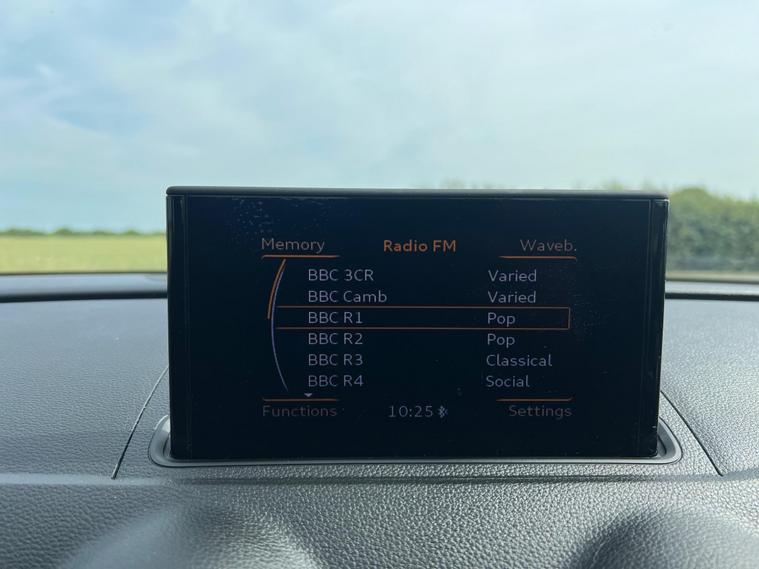 Memory Radio FM Waveb.
BBC 3CR Varied
BBC Camb Varied
BBC R1 Pop
BBC R2 Pop
BBC R3 Classical
BBC R4 Social
Functions 10:25 Settings